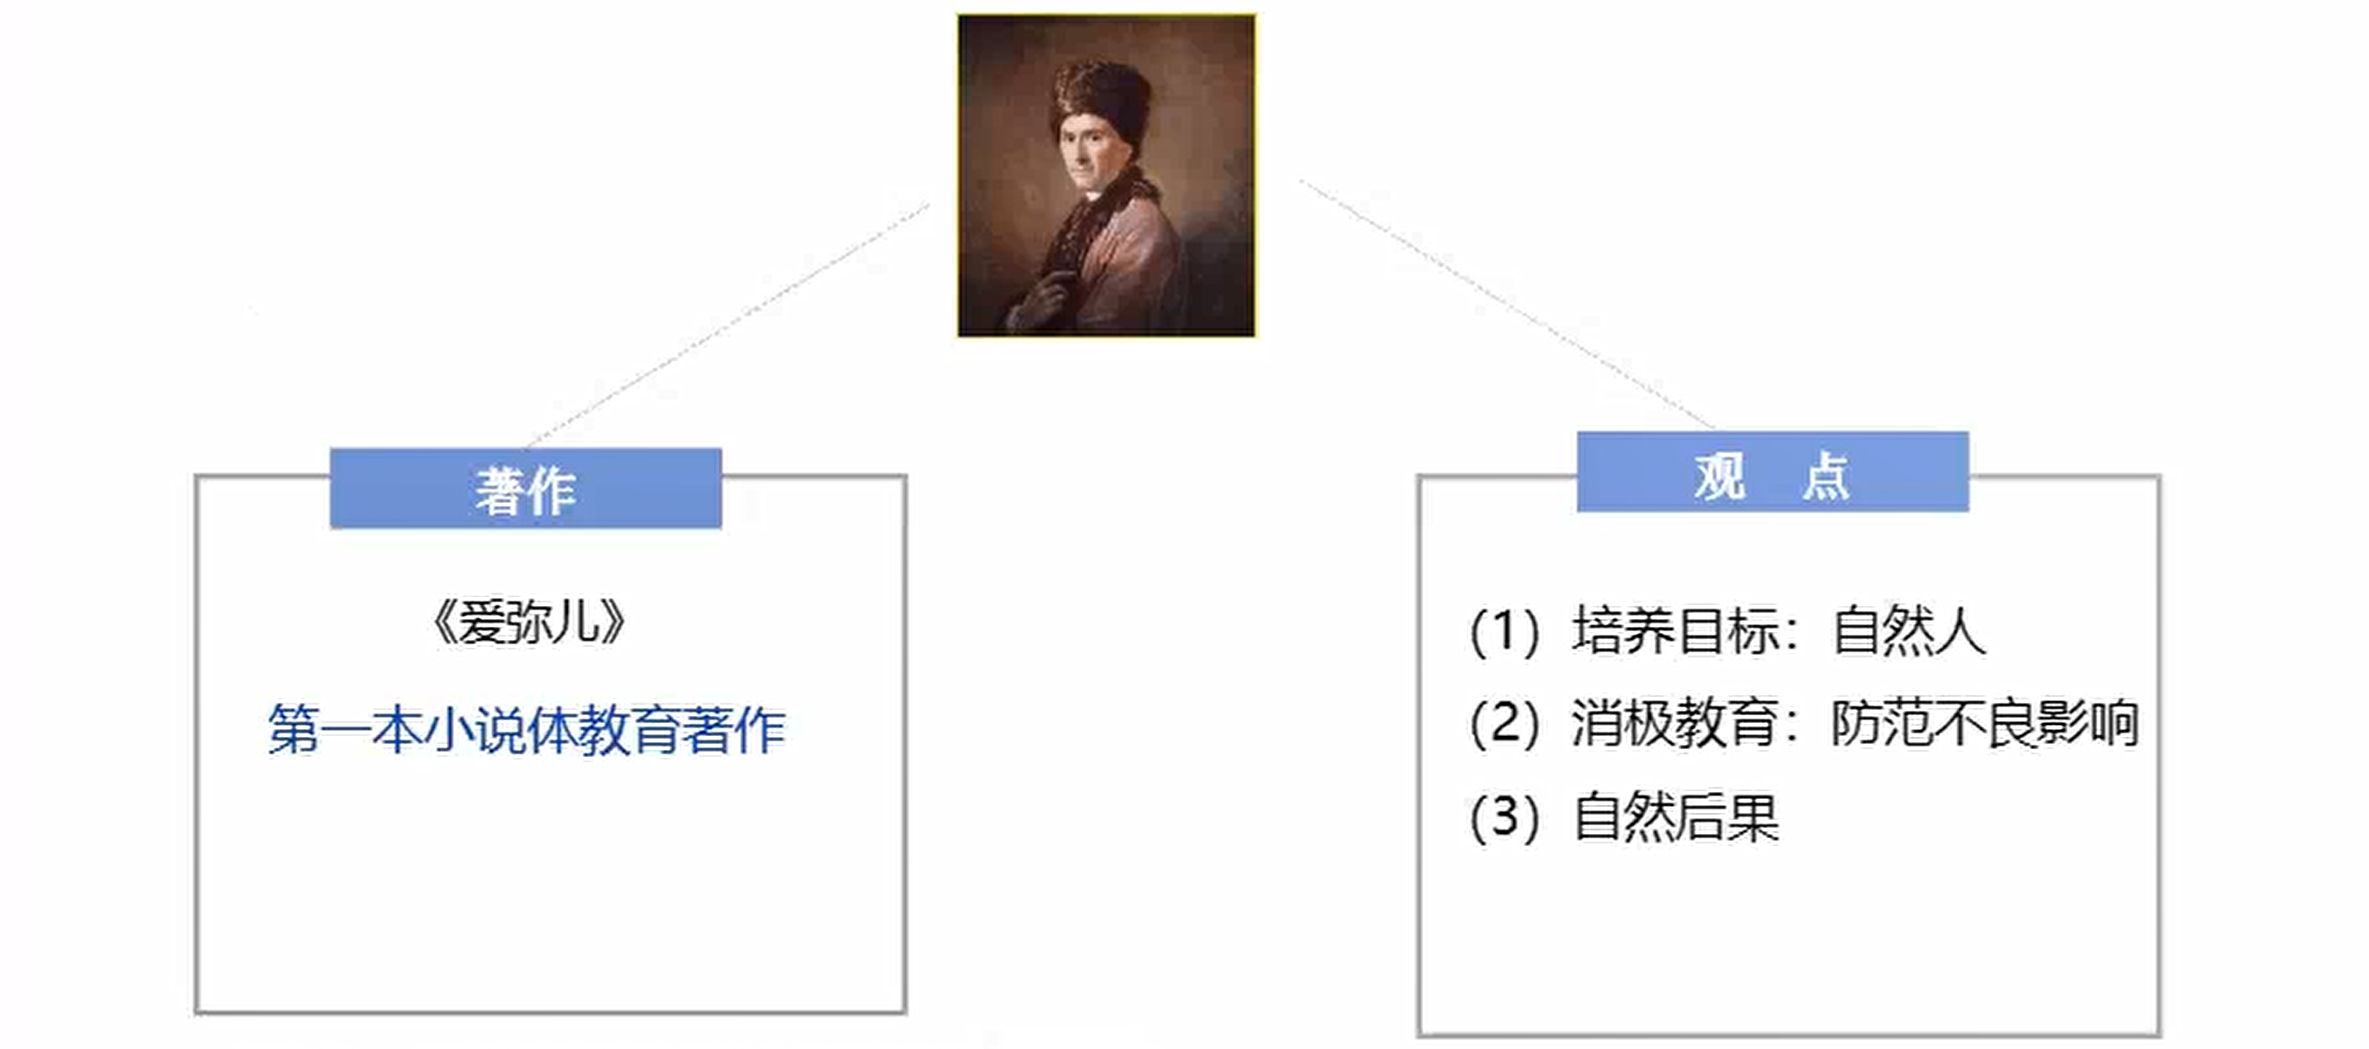 著作
《爱弥儿》
第一本小说体教育著作
观 点
(1) 培养目标：自然人
(2) 消极教育：防范不良影响
(3) 自然后果